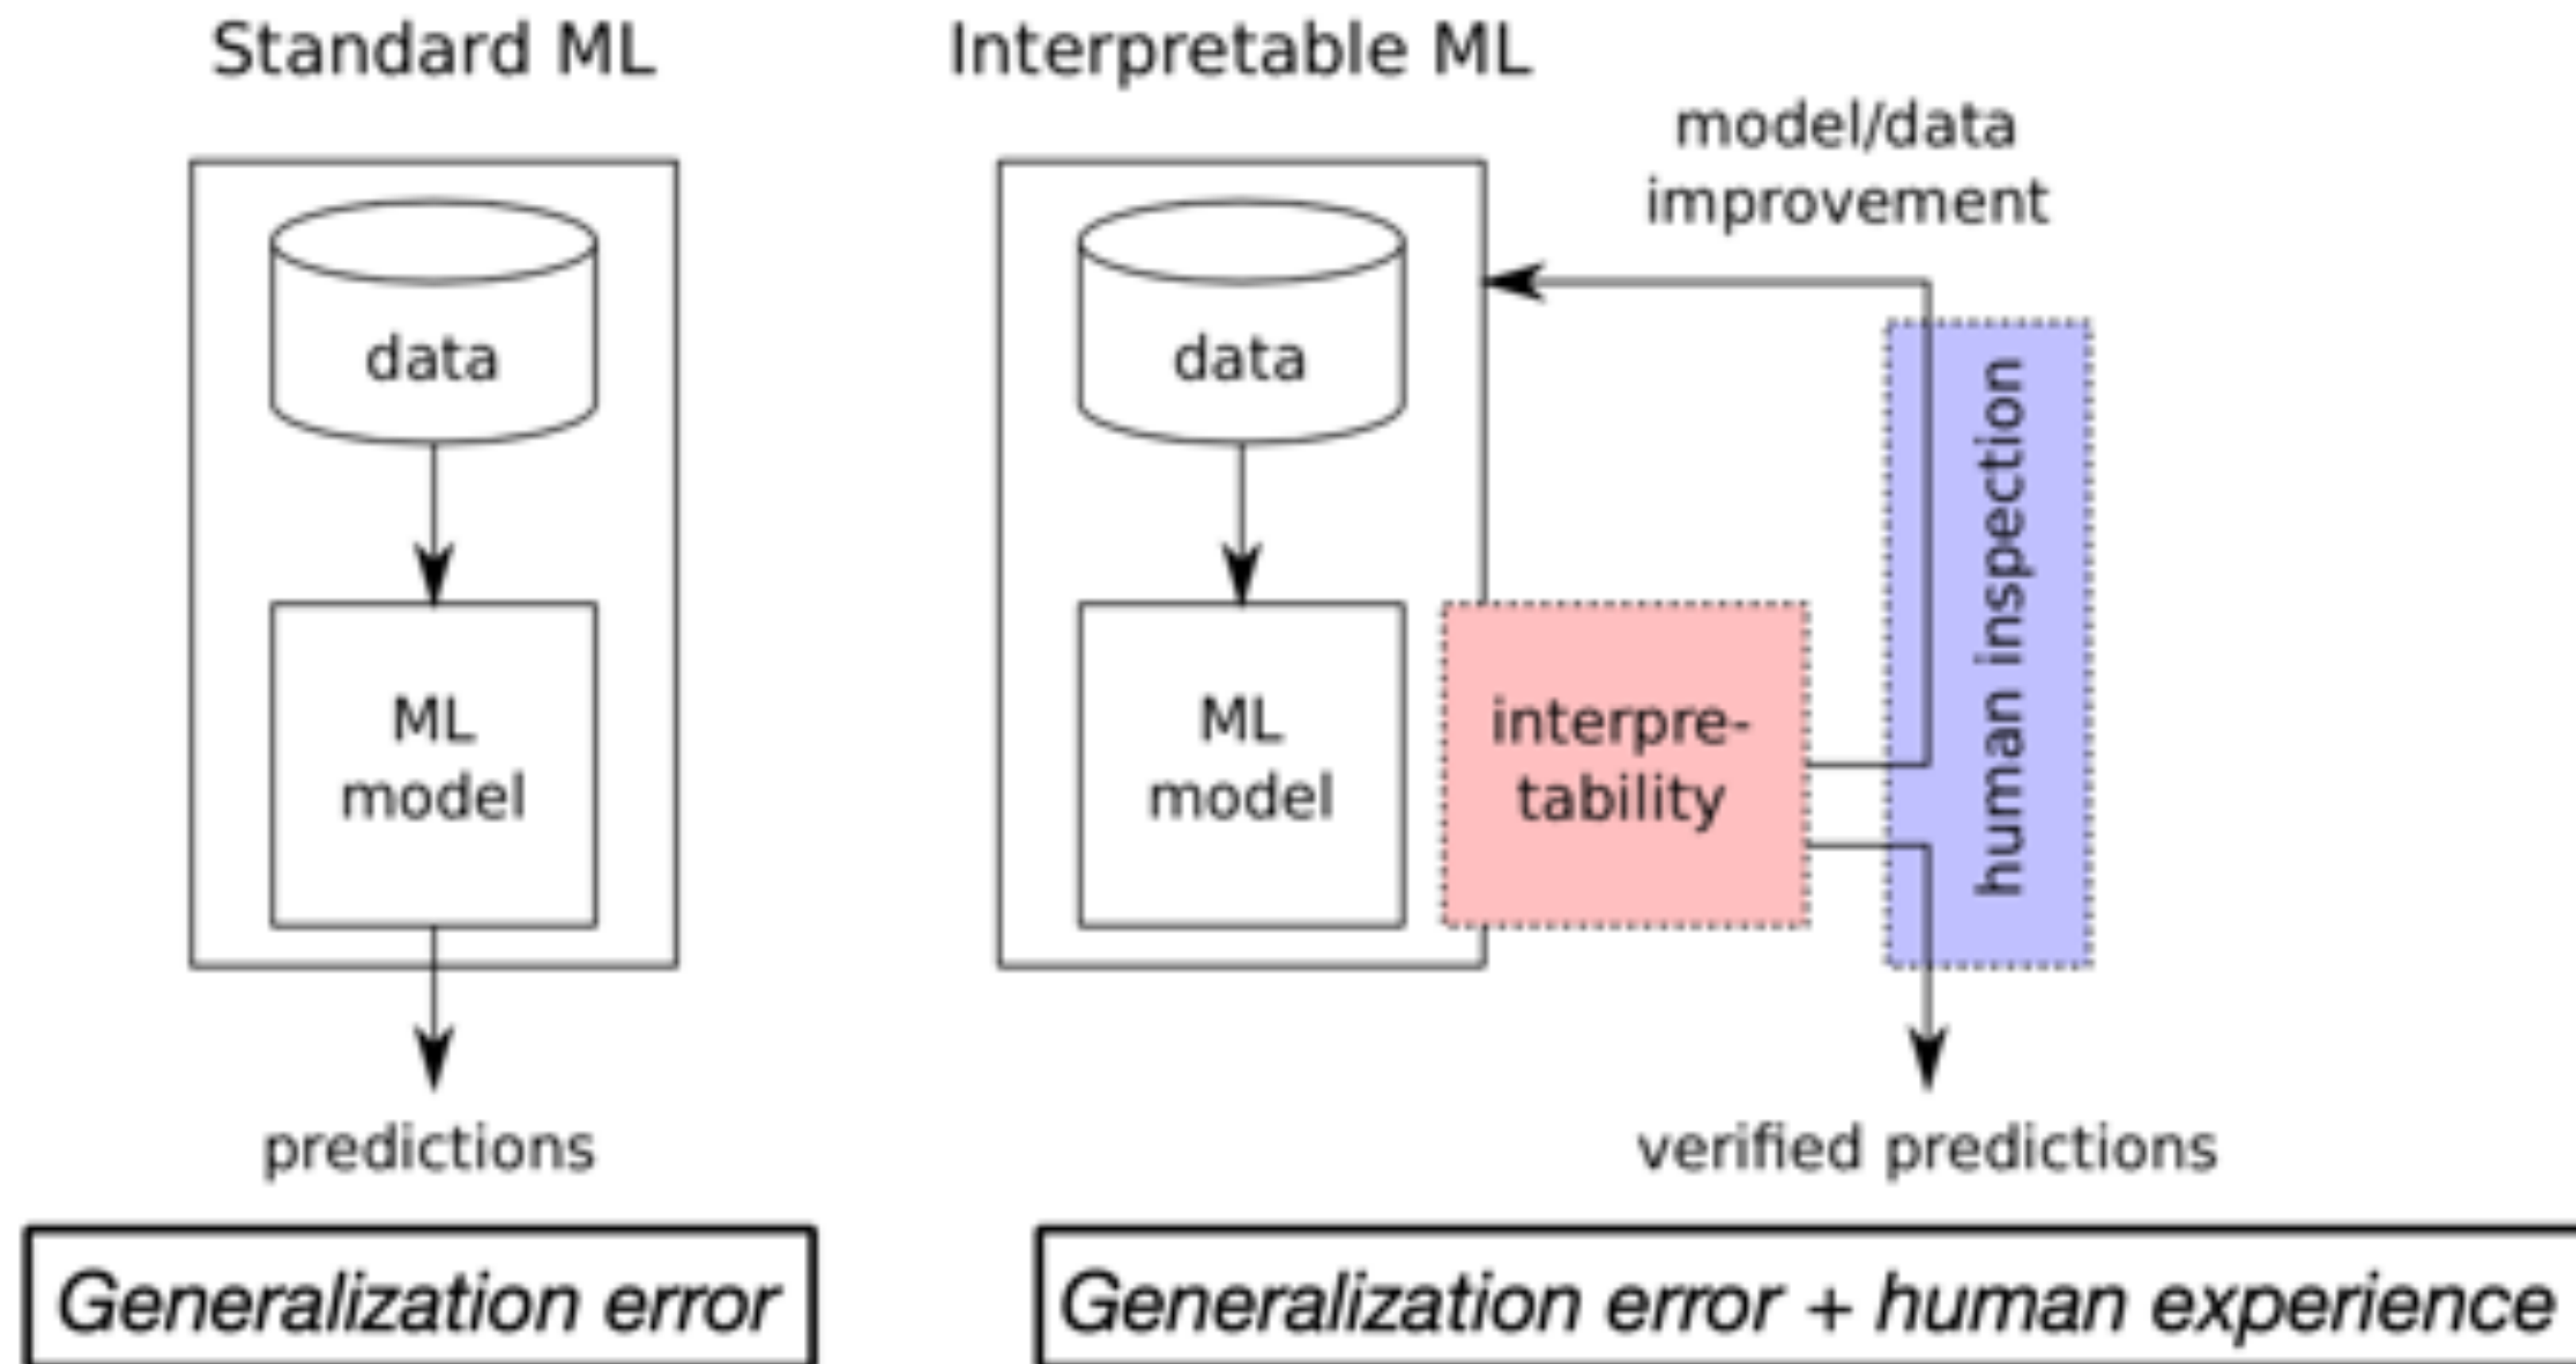 Standard ML
Interpretable ML
model/data
improvement
data
data
human inspection
ML
model
ML
model
interpre-
tability
predictions
verified predictions
Generalization error
Generalization error + human experience